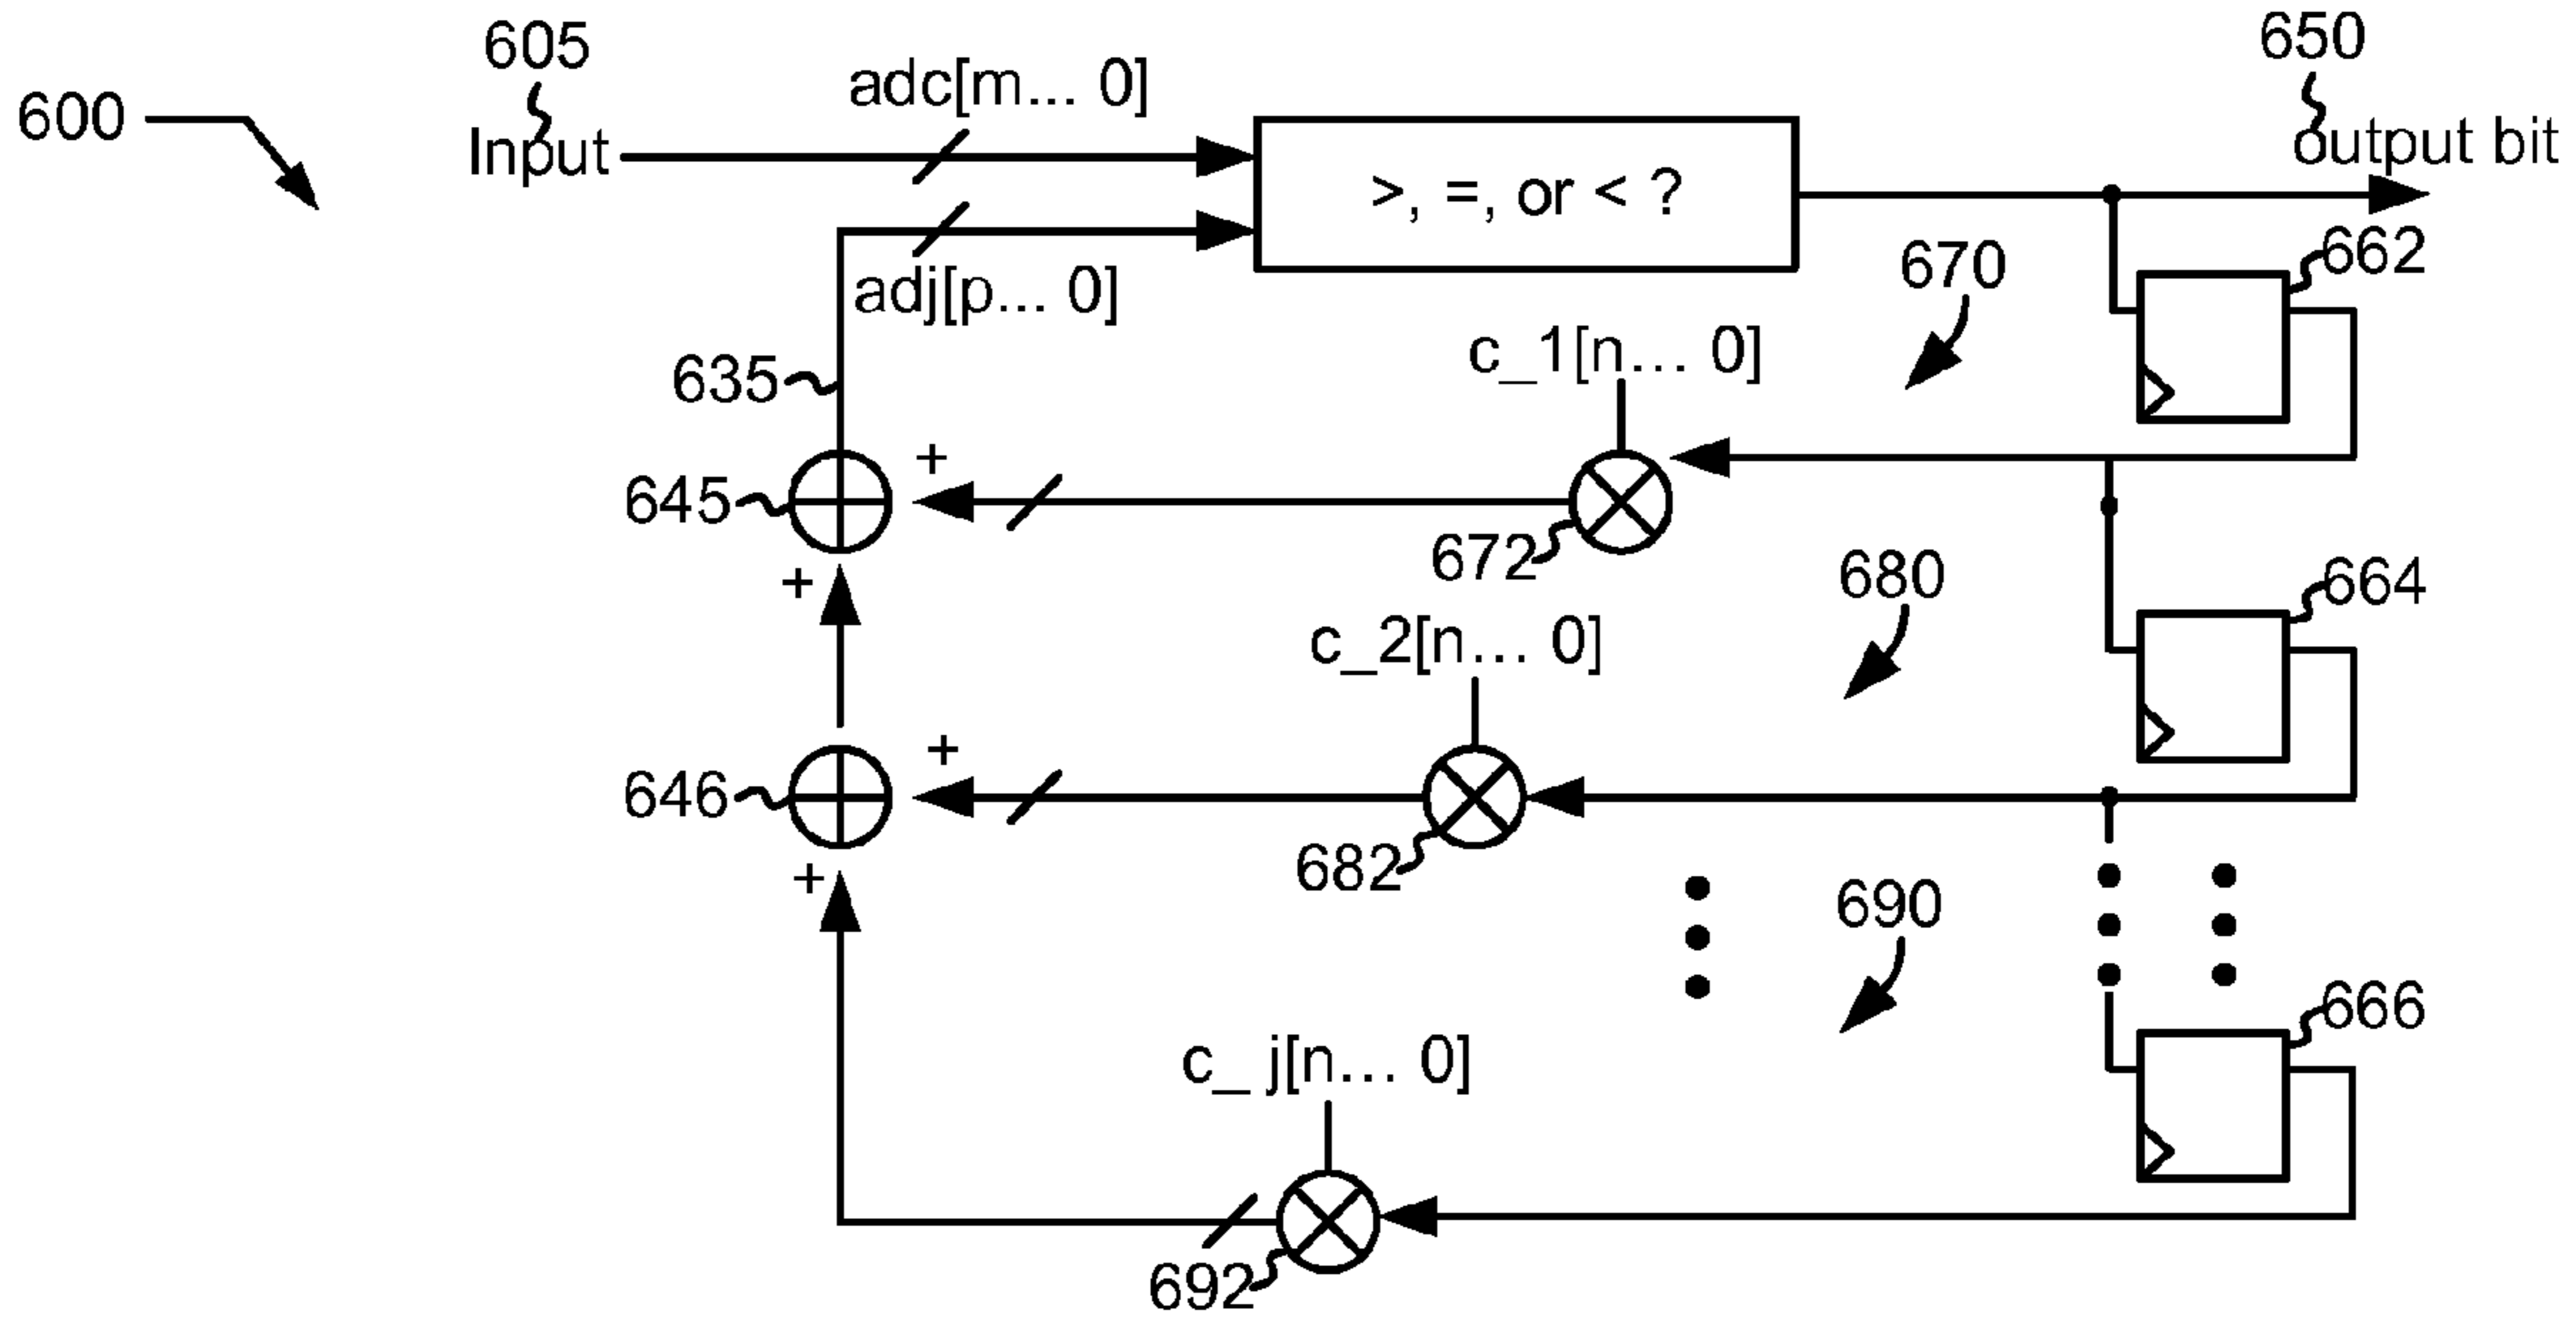 600
605
Input
adc[m... 0]
adj[p... 0]
>, =, or < ?
650
output bit
662
670
c_1[n... 0]
635
+
645
672
+
680
664
c_2[n... 0]
+
646
682
+
690
666
c_ j[n... 0]
692